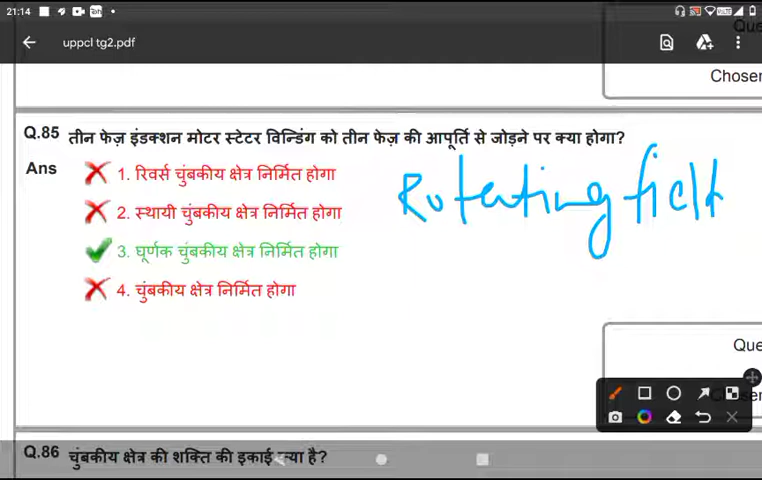 21:14
uppcl tg2.pdf
Que
Chosen
Q.85 तीन फेज़ इंडक्शन मोटर स्टेटर विन्डिंग को तीन फेज़ की आपूर्ति से जोड़ने पर क्या होगा?
Ans
1. रिवर्स चुंबकीय क्षेत्र निर्मित होगा
2. स्थायी चुंबकीय क्षेत्र निर्मित होगा
3. घूर्णक चुंबकीय क्षेत्र निर्मित होगा
4. चुंबकीय क्षेत्र निर्मित होगा
Rotating field
Que
Q.86 चुंबकीय क्षेत्र की शक्ति की इकाई क्या है?